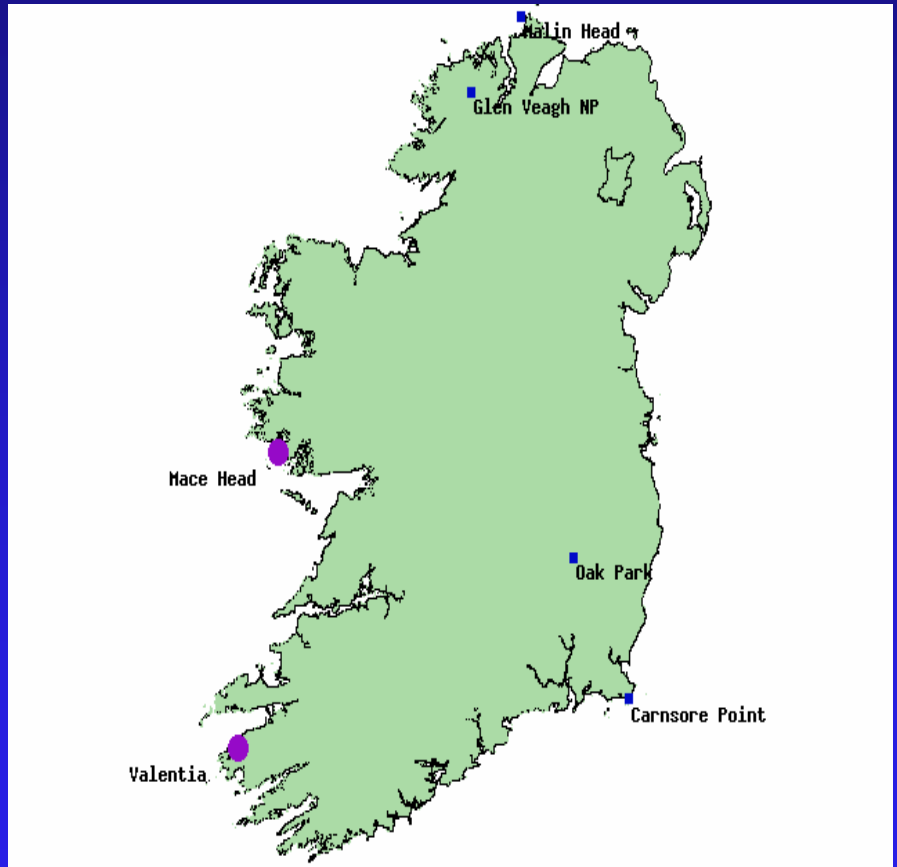 Malin Head
Glen Veagh NP
Mace Head
Oak Park
Carnsore Point
Valentia